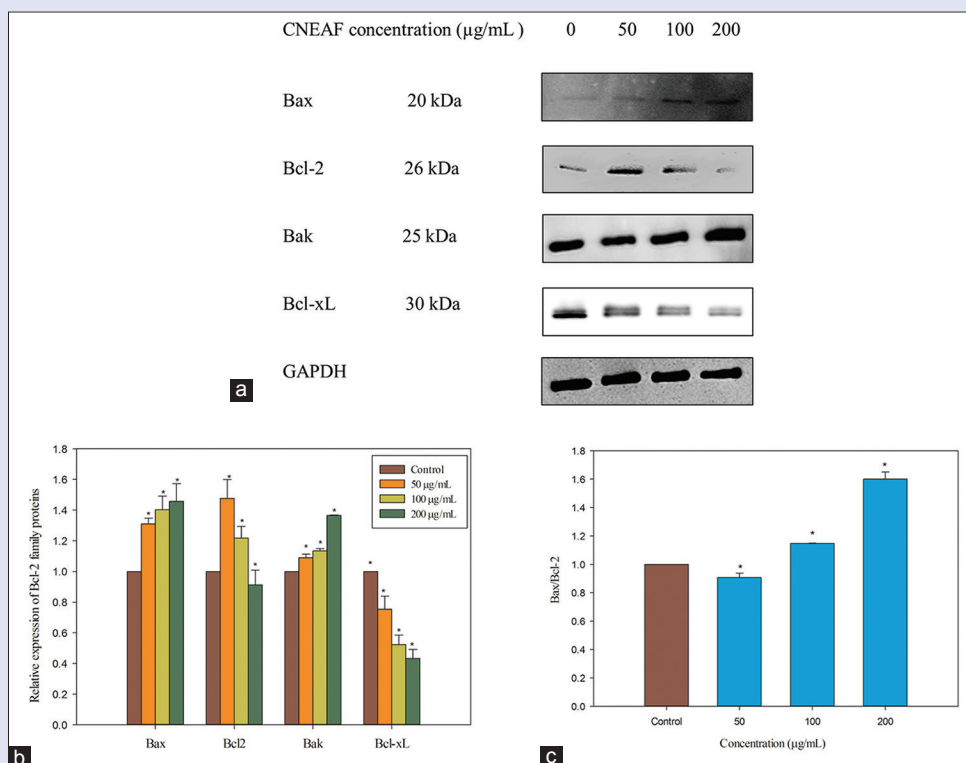 CNEAF concentration (µg/mL ) 0 50 100 200
Bax 20 kDa
Bcl-2 26 kDa
Bak 25 kDa
Bcl-xL 30 kDa
GAPDH
a
Relative expression of Bcl-2 family proteins
1.8
1.6
1.4
1.2
1.0
0.8
0.6
0.4
0.2
0.0
Control
50 µg/mL
100 µg/mL
200 µg/mL
* * * * * * * * * * * * *
Bax Bcl2 Bak Bcl-xL
b
Bax/Bcl-2
1.8
1.6
1.4
1.2
1.0
0.8
0.6
0.4
0.2
0.0
* * *
Control 50 100 200
Concentration (µg/mL)
c